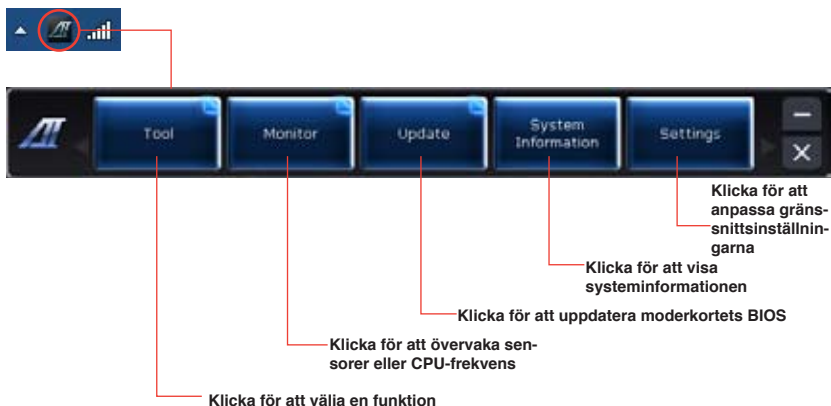 Tool
Monitor
Update
System
Information
Settings
Klicka för att
anpassa gräns-
snittsinställnin-
garna
Klicka för att visa
systeminformationen
Klicka för att uppdatera moderkortets BIOS
Klicka för att övervaka sen-
sorer eller CPU-frekvens
Klicka för att välja en funktion